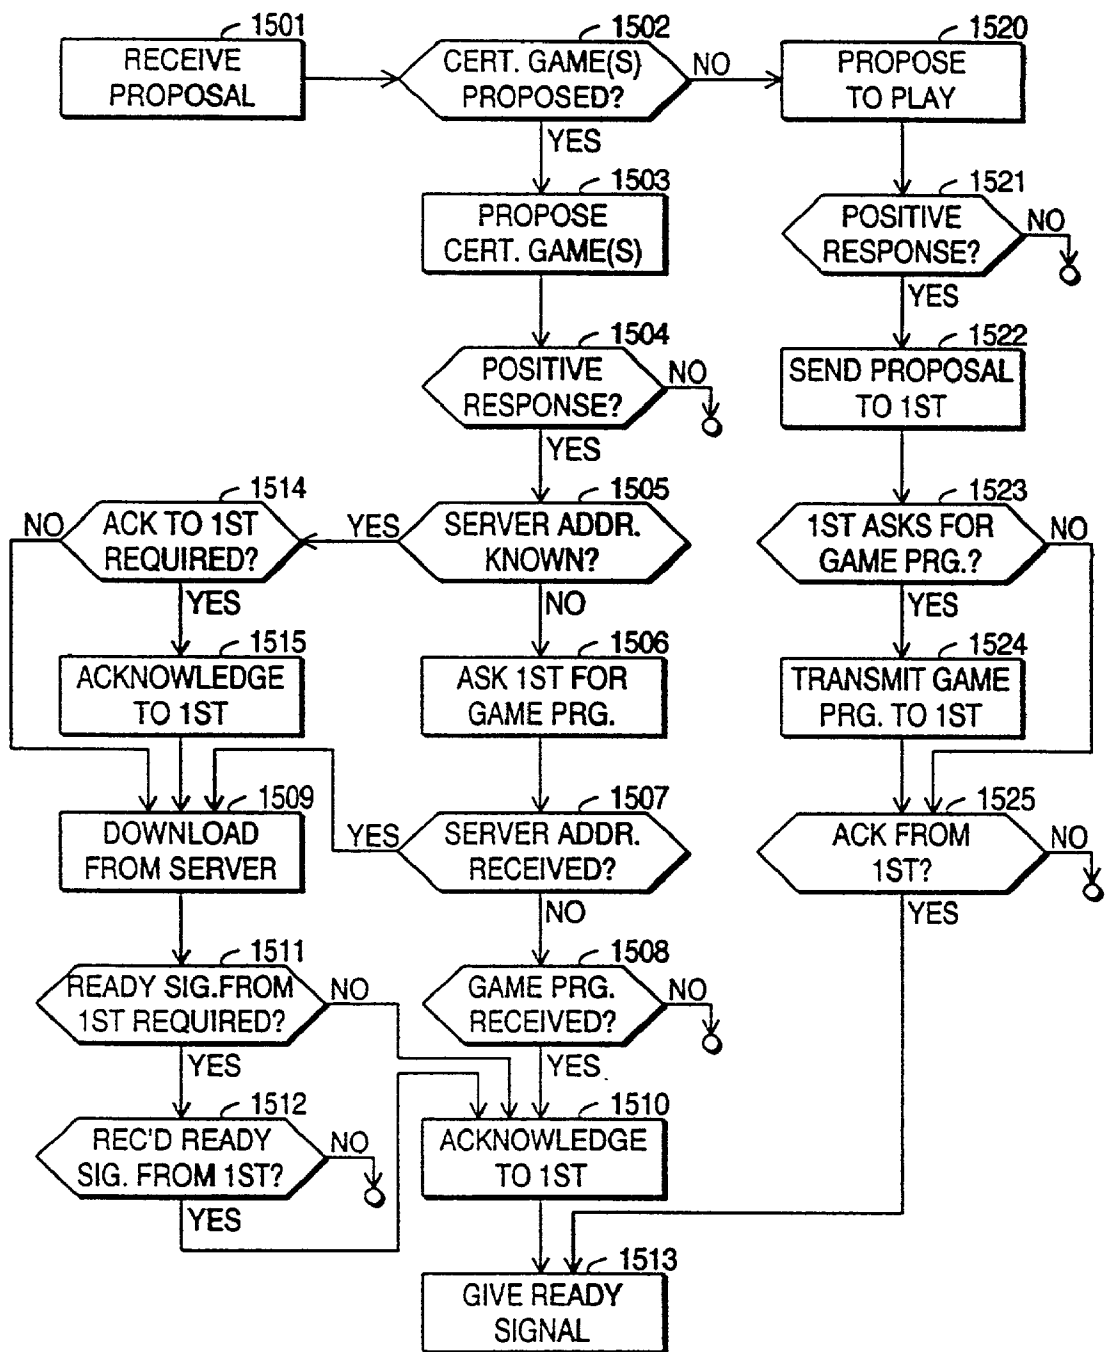 1501
RECEIVE
PROPOSAL
1502
CERT. GAME(S)
PROPOSED?
NO
YES
1520
PROPOSE
TO PLAY
1503
PROPOSE
CERT. GAME(S)
1521
POSITIVE
RESPONSE?
NO
YES
1504
POSITIVE
RESPONSE?
NO
YES
1522
SEND PROPOSAL
TO 1ST
1514
ACK TO 1ST
REQUIRED?
NO
YES
1505
SERVER ADDR.
KNOWN?
YES
NO
1523
1ST ASKS FOR
GAME PRG.?
NO
YES
1515
ACKNOWLEDGE
TO 1ST
1506
ASK 1ST FOR
GAME PRG.
1524
TRANSMIT GAME
PRG. TO 1ST
1509
DOWNLOAD
FROM SERVER
1507
SERVER ADDR.
RECEIVED?
YES
NO
1525
ACK FROM
1ST?
NO
YES
1511
READY SIG.FROM
1ST REQUIRED?
NO
YES
1508
GAME PRG.
RECEIVED?
NO
YES
1512
REC'D READY
SIG. FROM 1ST?
NO
YES
1510
ACKNOWLEDGE
TO 1ST
1513
GIVE READY
SIGNAL